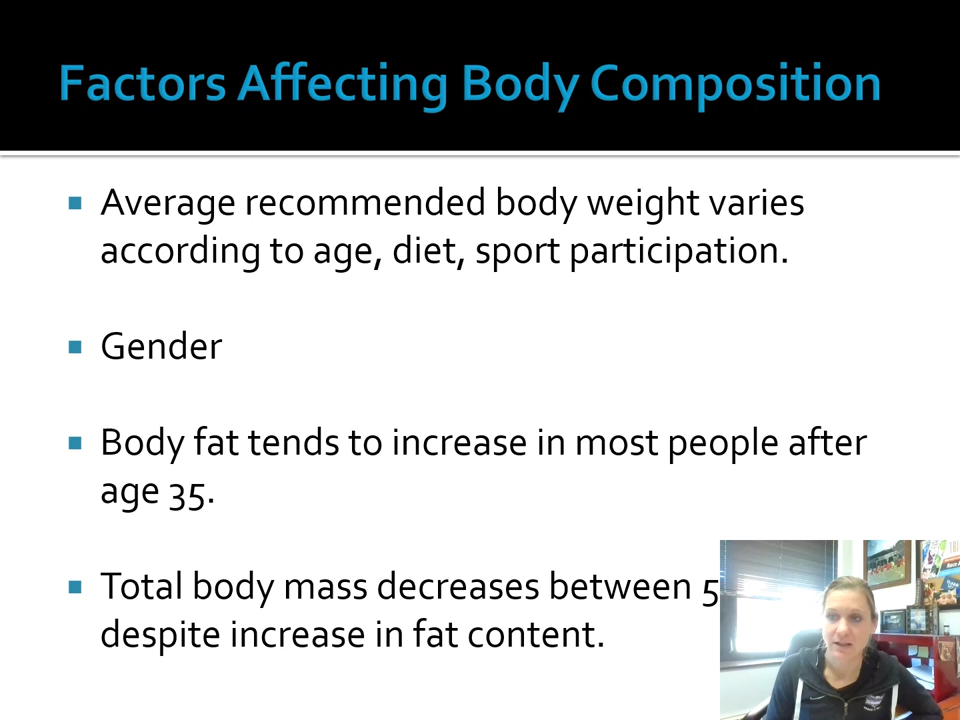 Factors Affecting Body Composition
Average recommended body weight varies
according to age, diet, sport participation.
Gender
Body fat tends to increase in most people after
age 35.
Total body mass decreases between 5
despite increase in fat content.